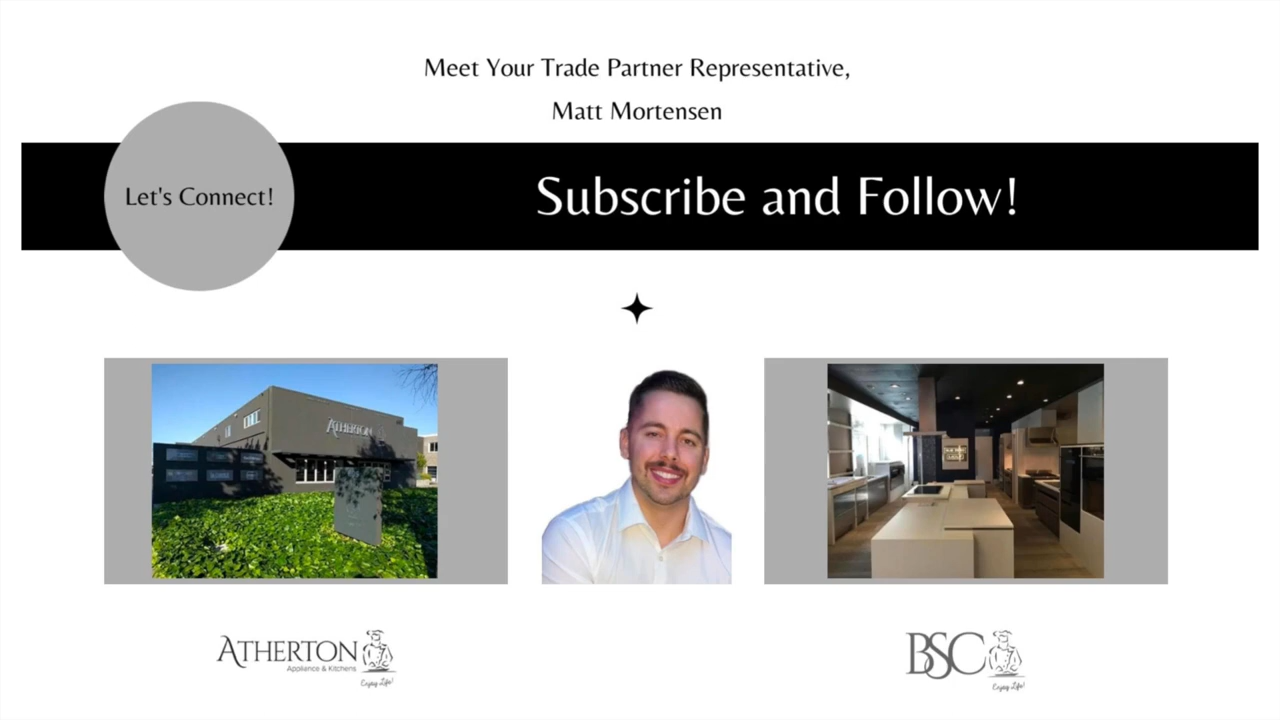 Meet Your Trade Partner Representative,
Matt Mortensen
Let's Connect!
Subscribe and Follow!
ATHERTON
ATHERTON
Appliance & Kitchens
Enjoy Life!
BSC
Enjoy Life!